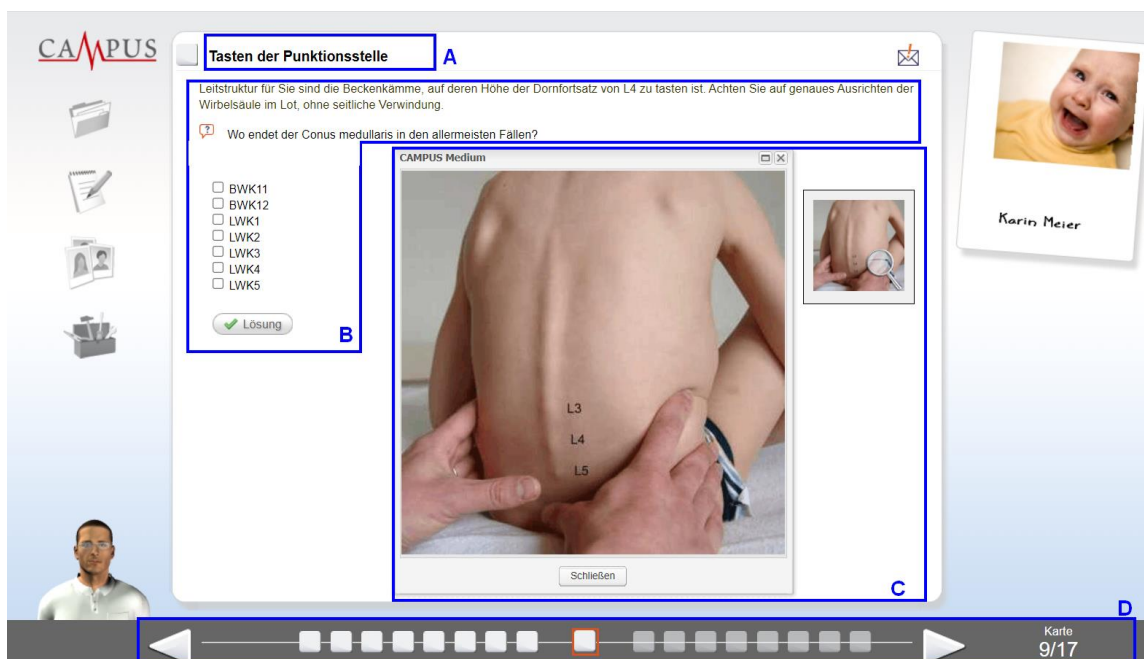 CAMPUS
Tasten der Punktionsstelle
A
Leitstruktur für Sie sind die Beckenkämme, auf deren Höhe der Dornfortsatz von L4 zu tasten ist. Achten Sie auf genaues Ausrichten der
Wirbelsäule im Lot, ohne seitliche Verwindung.
? Wo endet der Conus medullaris in den allermeisten Fällen?
CAMPUS Medium
BWK11
BWK12
LWK1
LWK2
LWK3
LWK4
LWK5
Lösung
B
L3
L4
L5
Schließen
C
Karin Meier
D
Karte
9/17